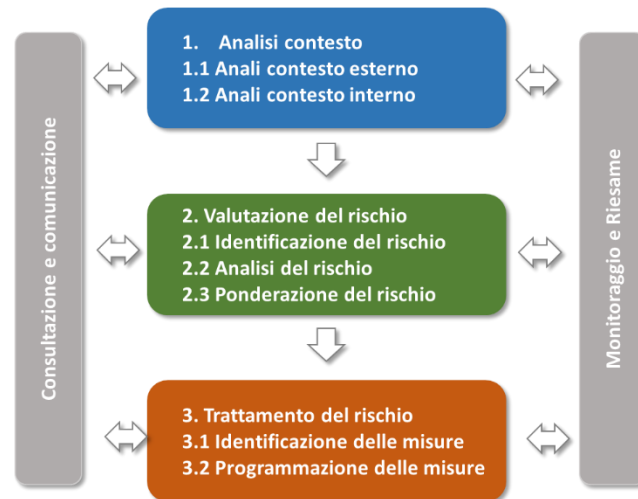 Consultazione e comunicazione
1. Analisi contesto
1.1 Anali contesto esterno
1.2 Anali contesto interno
2. Valutazione del rischio
2.1 Identificazione del rischio
2.2 Analisi del rischio
2.3 Ponderazione del rischio
3. Trattamento del rischio
3.1 Identificazione delle misure
3.2 Programmazione delle misure
Monitoraggio e Riesame